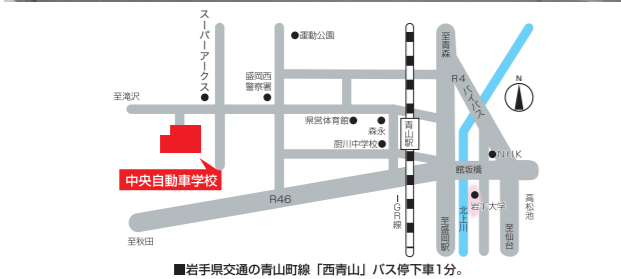 スーパーアークス
●運動公園
至青森
R4
バイパス
N
盛岡西
警察署
至滝沢
県営体育館●
森永
青山駅
厨川中学校●
●NHK
館坂橋
中央自動車学校
R46
IGR線
至盛岡駅
北上川
岩手大学
至仙台
高松池
至秋田
■岩手県交通の青山町線「西青山」バス停下車1分。